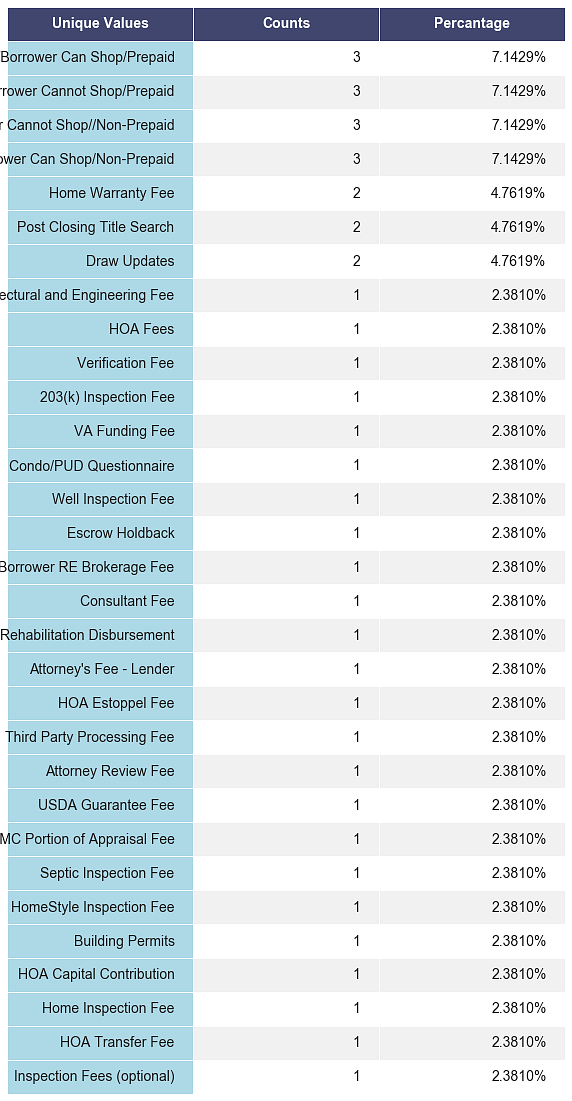 Unique Values Counts Percantage
Borrower Can Shop/Prepaid 3 7.1429%
Cannot Shop/Prepaid 3 7.1429%
Cannot Shop//Non-Prepaid 3 7.1429%
Can Shop/Non-Prepaid 3 7.1429%
Home Warranty Fee 2 4.7619%
Post Closing Title Search 2 4.7619%
Draw Updates 2 4.7619%
and Engineering Fee 1 2.3810%
HOA Fees 1 2.3810%
Verification Fee 1 2.3810%
203(k) Inspection Fee 1 2.3810%
VA Funding Fee 1 2.3810%
Condo/PUD Questionnaire 1 2.3810%
Well Inspection Fee 1 2.3810%
Escrow Holdback 1 2.3810%
Borrower RE Brokerage Fee 1 2.3810%
Consultant Fee 1 2.3810%
Rehabilitation Disbursement 1 2.3810%
Attorney's Fee - Lender 1 2.3810%
HOA Estoppel Fee 1 2.3810%
Third Party Processing Fee 1 2.3810%
Attorney Review Fee 1 2.3810%
USDA Guarantee Fee 1 2.3810%
MC Portion of Appraisal Fee 1 2.3810%
Septic Inspection Fee 1 2.3810%
HomeStyle Inspection Fee 1 2.3810%
Building Permits 1 2.3810%
HOA Capital Contribution 1 2.3810%
Home Inspection Fee 1 2.3810%
HOA Transfer Fee 1 2.3810%
Inspection Fees (optional) 1 2.3810%